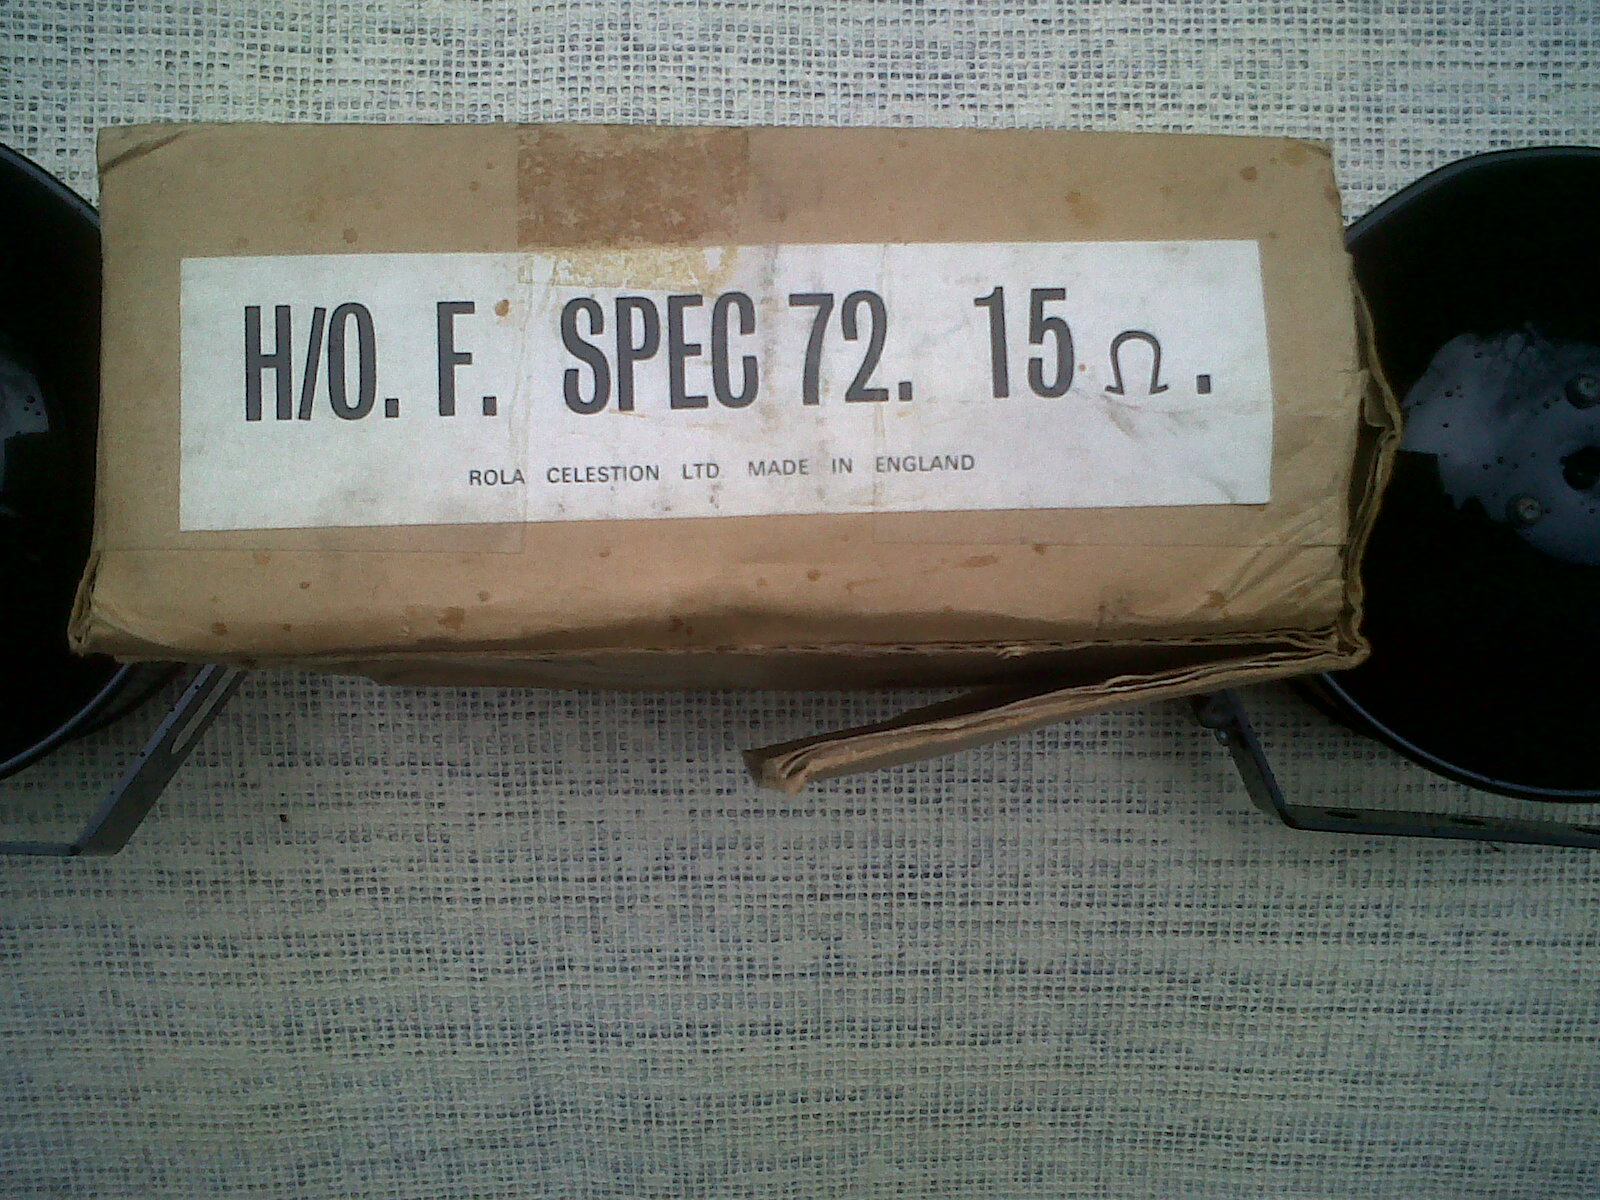 H/O. F. SPEC 72. 15 Ω.
ROLA CELESTION LTD MADE IN ENGLAND